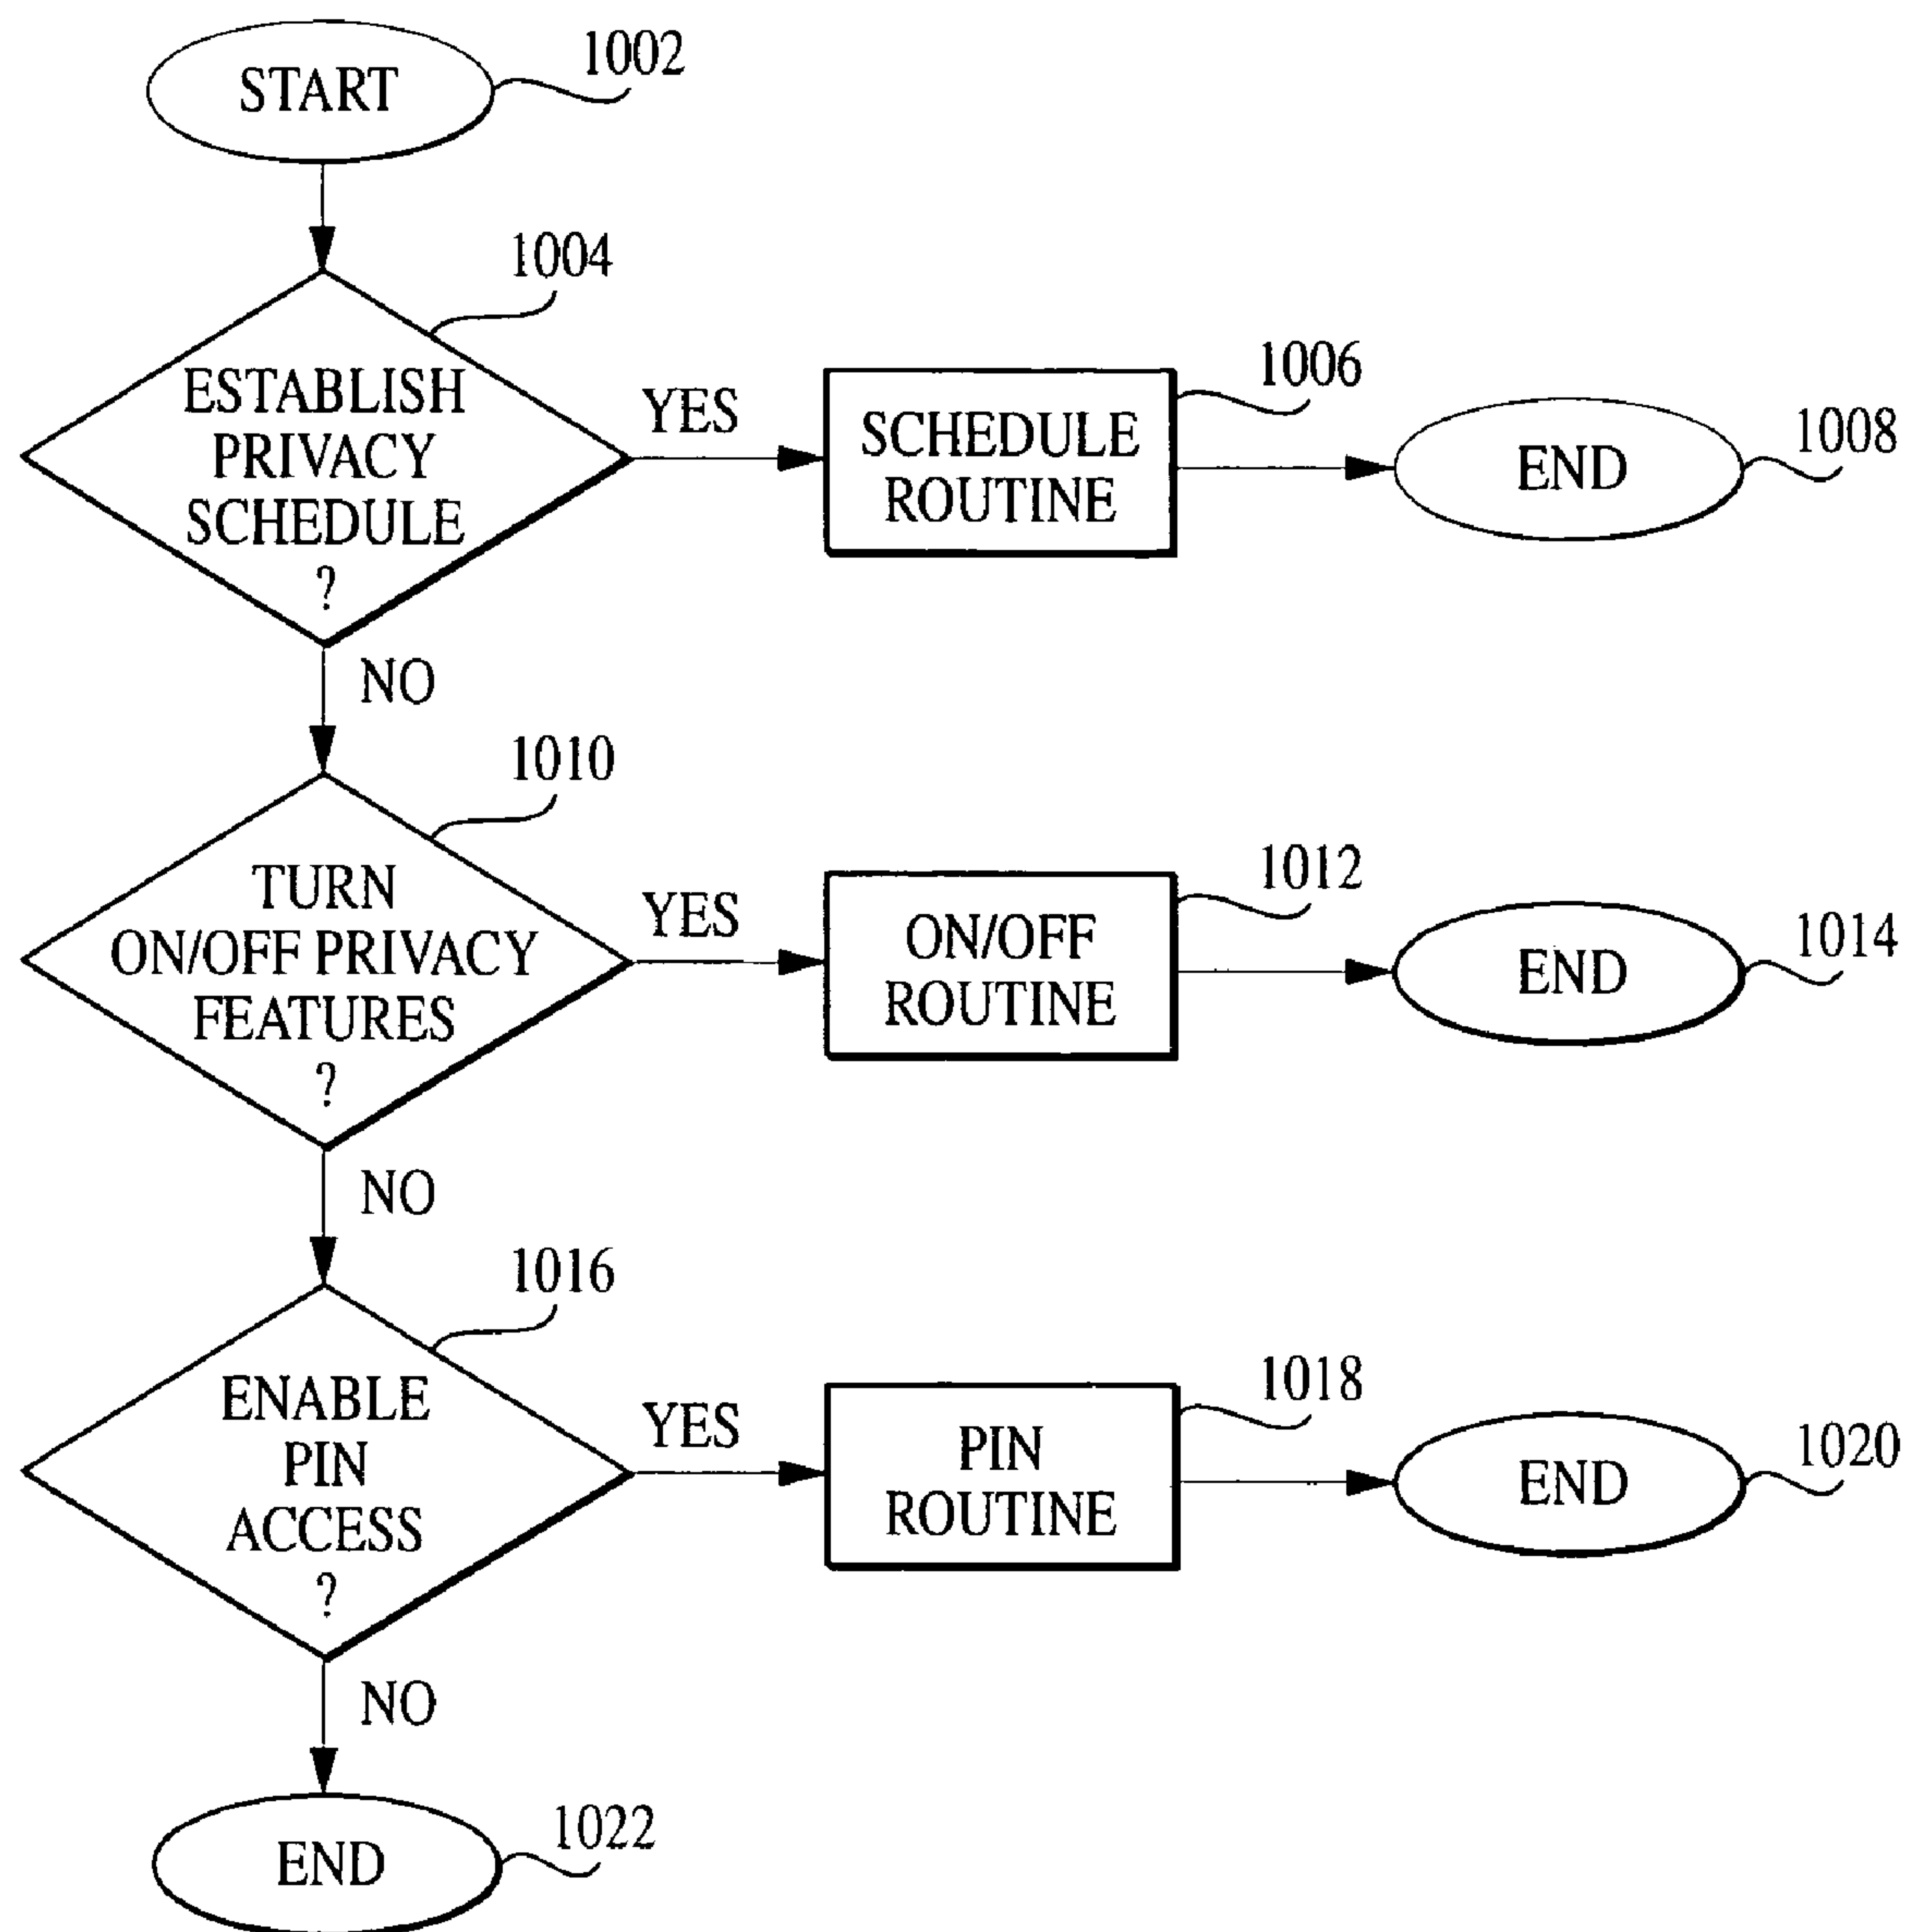 START
1002
1004
ESTABLISH
PRIVACY
SCHEDULE
?
YES
SCHEDULE
ROUTINE
1006
END
1008
NO
1010
TURN
ON/OFF PRIVACY
FEATURES
?
YES
ON/OFF
ROUTINE
1012
END
1014
NO
1016
ENABLE
PIN
ACCESS
?
YES
PIN
ROUTINE
1018
END
1020
NO
END
1022